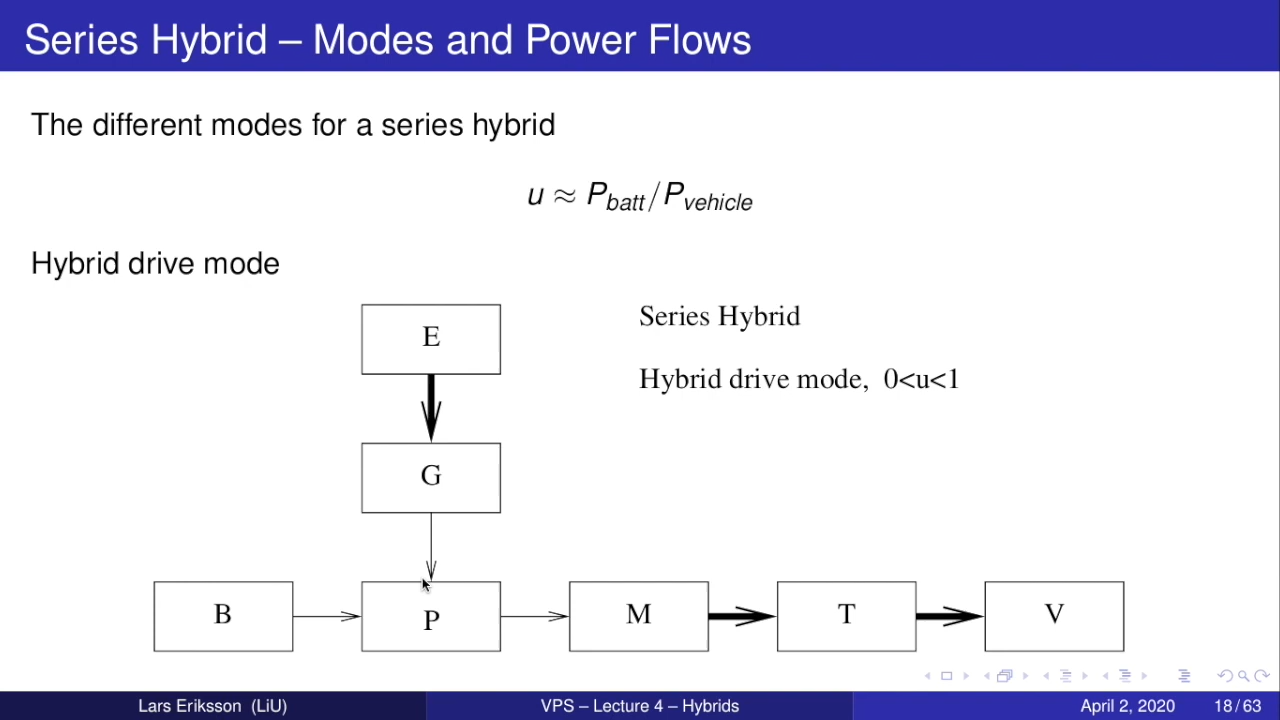 Series Hybrid – Modes and Power Flows
The different modes for a series hybrid
u ≈ P_batt/P_vehicle
Hybrid drive mode
E
Series Hybrid
Hybrid drive mode, 0<u<1
G
B
P
M
T
V
Lars Eriksson (LiU)
VPS – Lecture 4 – Hybrids
April 2, 2020
18 / 63